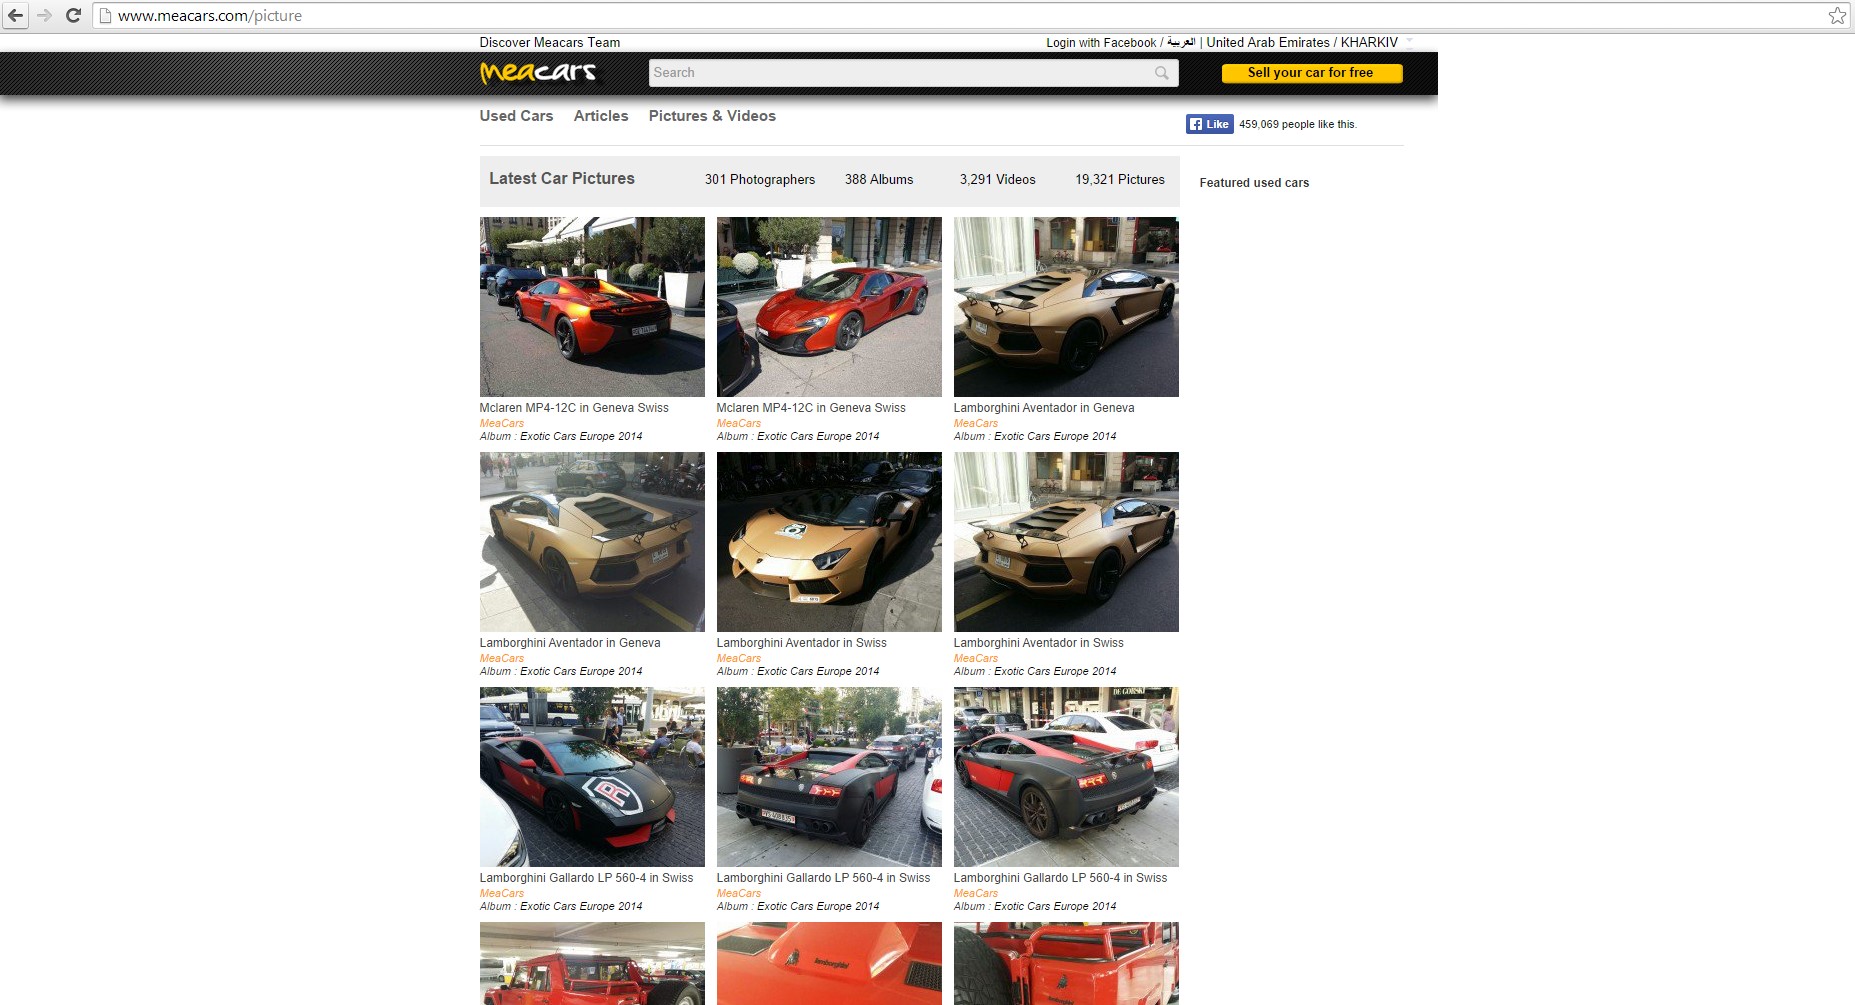 www.meacars.com/picture
Discover Meacars Team
Login with Facebook / العربية | United Arab Emirates / KHARKIV
meacars
Search
Sell your car for free
Used Cars Articles Pictures & Videos
Like 459,069 people like this.
Latest Car Pictures 301 Photographers 388 Albums 3,291 Videos 19,321 Pictures
Featured used cars
Mclaren MP4-12C in Geneva Swiss
MeaCars
Album : Exotic Cars Europe 2014
Mclaren MP4-12C in Geneva Swiss
MeaCars
Album : Exotic Cars Europe 2014
Lamborghini Aventador in Geneva
MeaCars
Album : Exotic Cars Europe 2014
Lamborghini Aventador in Geneva
MeaCars
Album : Exotic Cars Europe 2014
Lamborghini Aventador in Swiss
MeaCars
Album : Exotic Cars Europe 2014
Lamborghini Aventador in Swiss
MeaCars
Album : Exotic Cars Europe 2014
R
DE GORSKI
Lamborghini Gallardo LP 560-4 in Swiss
MeaCars
Album : Exotic Cars Europe 2014
Lamborghini Gallardo LP 560-4 in Swiss
MeaCars
Album : Exotic Cars Europe 2014
Lamborghini Gallardo LP 560-4 in Swiss
MeaCars
Album : Exotic Cars Europe 2014
lamborghini